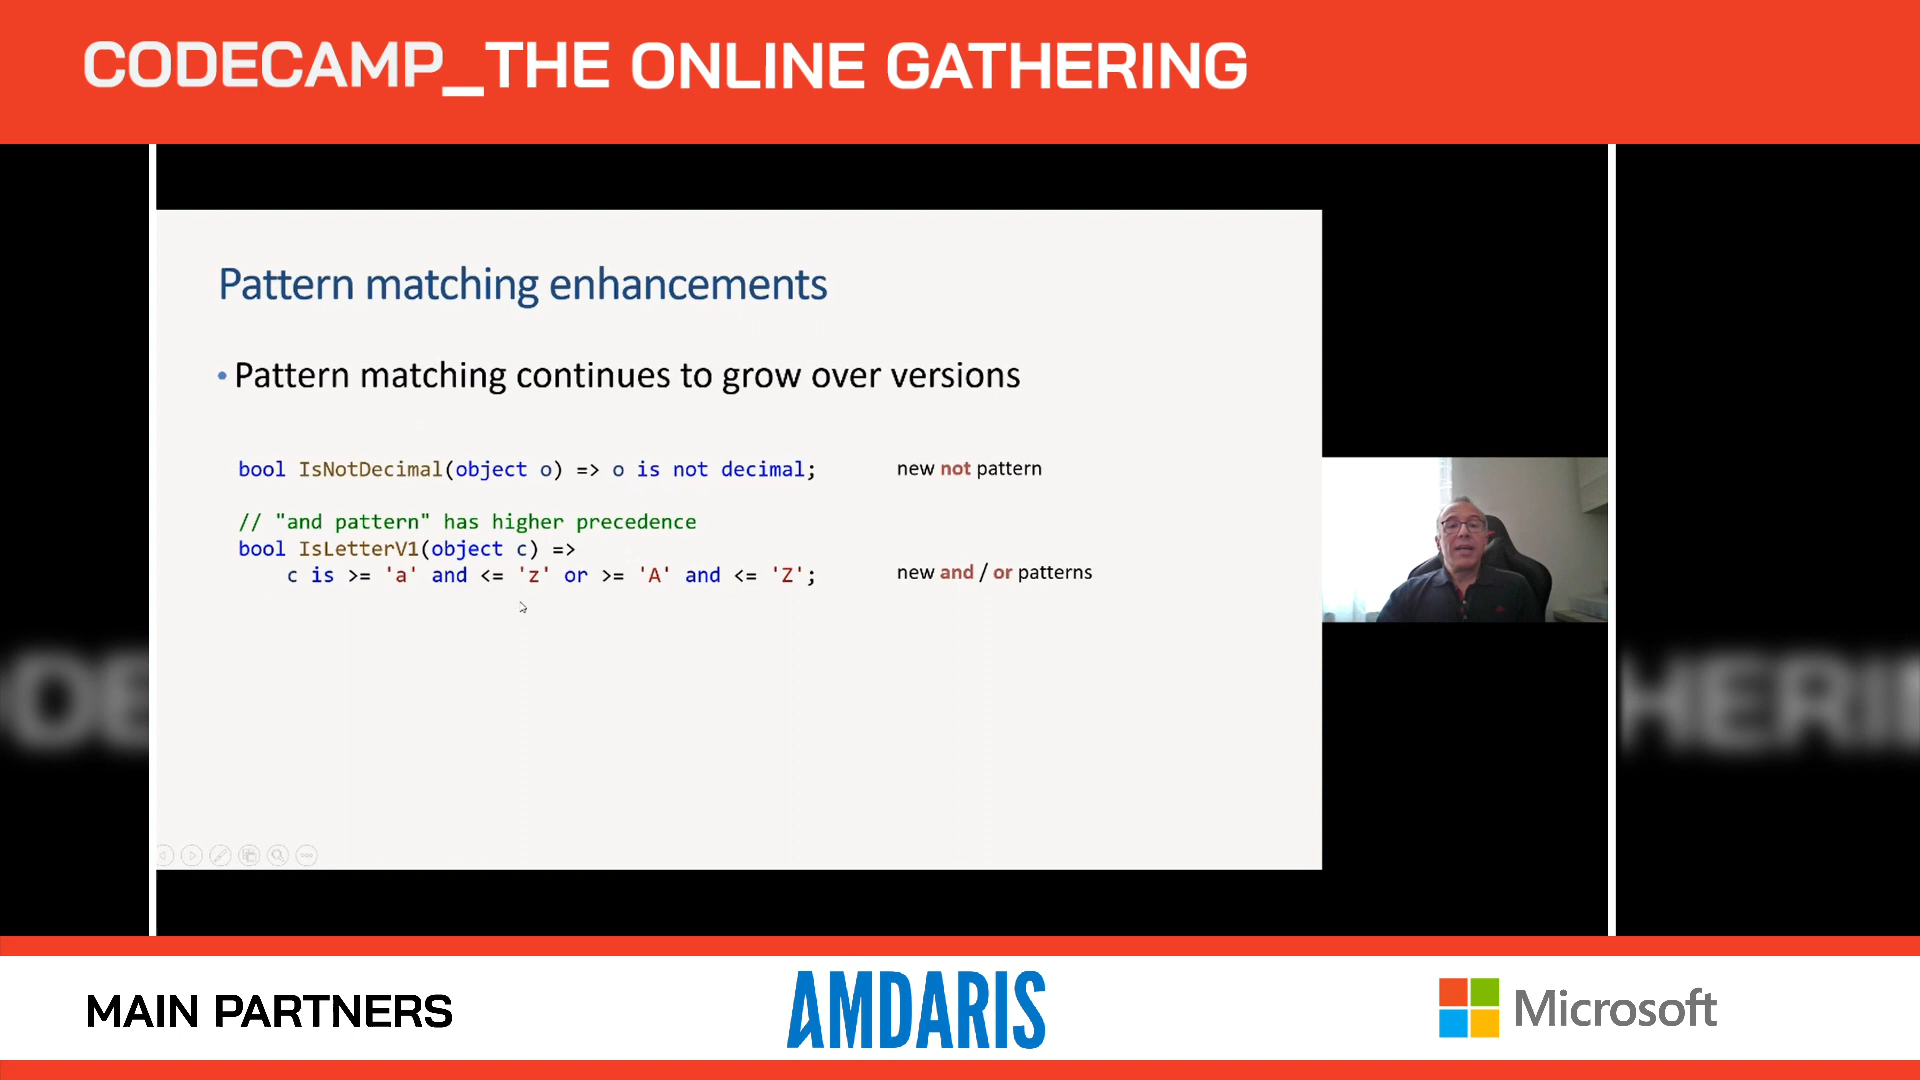 CODECAMP_THE ONLINE GATHERING
Pattern matching enhancements
• Pattern matching continues to grow over versions
bool IsNotDecimal(object o) => o is not decimal;
new not pattern
// "and pattern" has higher precedence
bool IsLetterV1(object c) =>
c is >= 'a' and <= 'z' or >= 'A' and <= 'Z';
new and / or patterns
MAIN PARTNERS
AMDARIS
Microsoft